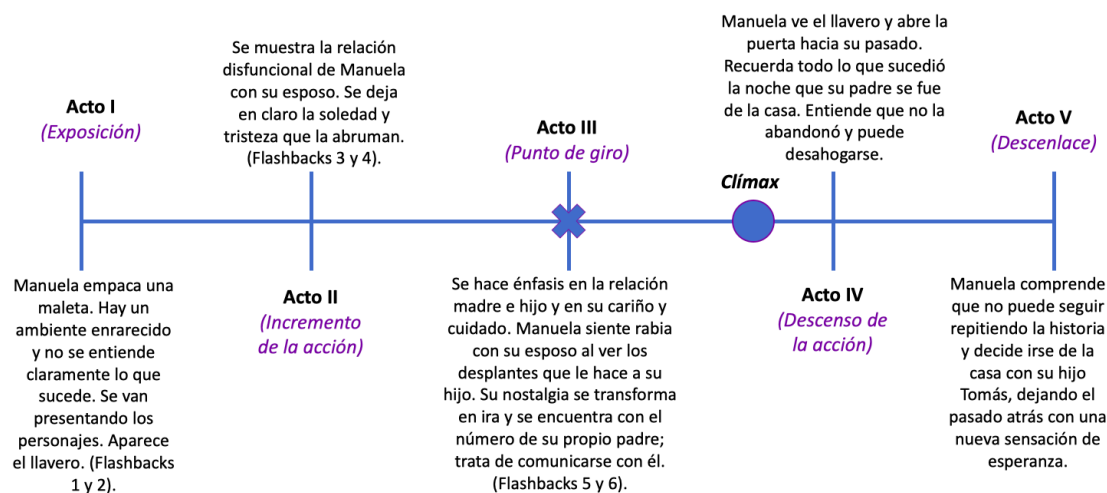 Acto I
(Exposición)
Manuela empaca una
maleta. Hay un
ambiente enrarecido
y no se entiende
claramente lo que
sucede. Se van
presentando los
personajes. Aparece
el llavero. (Flashbacks
1 y 2).
Se muestra la relación
disfuncional de Manuela
con su esposo. Se deja
en claro la soledad y
tristeza que la abruman.
(Flashbacks 3 y 4).
Acto II
(Incremento
de la acción)
Acto III
(Punto de giro)
Se hace énfasis en la relación
madre e hijo y en su cariño y
cuidado. Manuela siente rabia
con su esposo al ver los
desplantes que le hace a su
hijo. Su nostalgia se transforma
en ira y se encuentra con el
número de su propio padre;
trata de comunicarse con él.
(Flashbacks 5 y 6).
Clímax
Manuela ve el llavero y abre la
puerta hacia su pasado.
Recuerda todo lo que sucedió
la noche que su padre se fue
de la casa. Entiende que no la
abandonó y puede
desahogarse.
Acto IV
(Descenso de
la acción)
Acto V
(Descenlace)
Manuela comprende
que no puede seguir
repitiendo la historia
y decide irse de la
casa con su hijo
Tomás, dejando el
pasado atrás con una
nueva sensación de
esperanza.